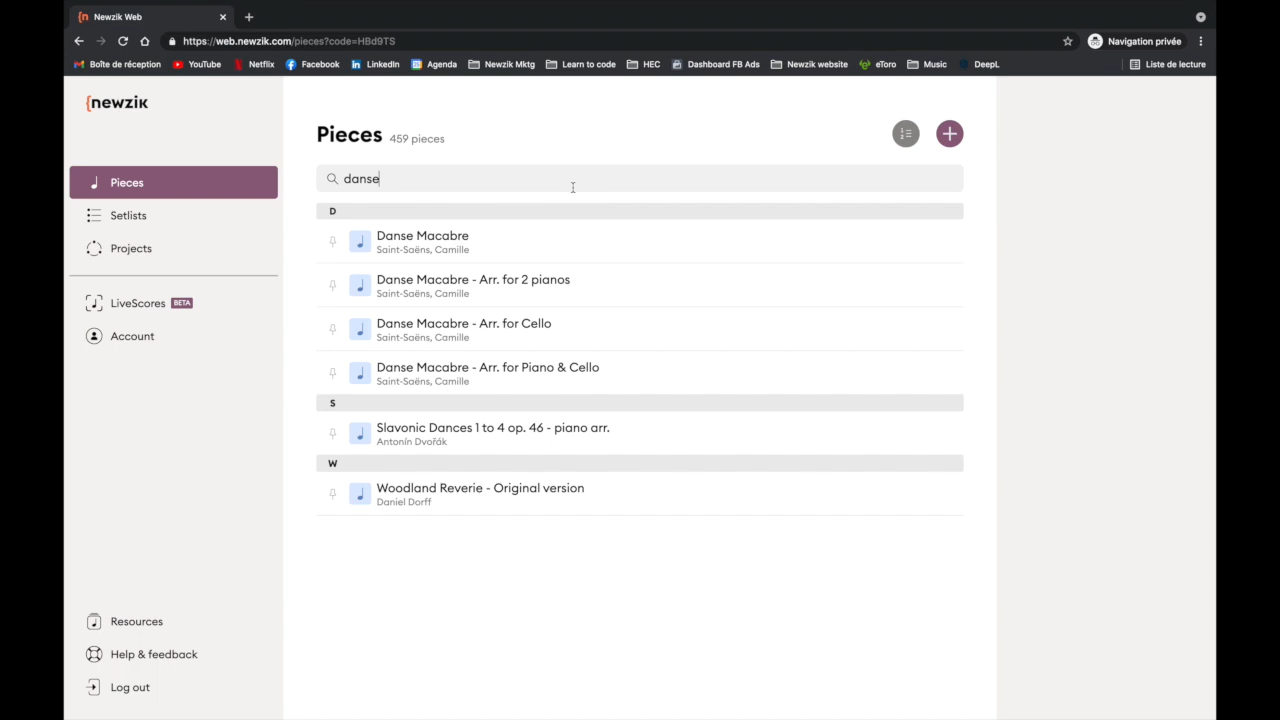 Newzik Web
https://web.newzik.com/pieces?code=HBd9TS
Navigation privée
Boîte de réception
YouTube
Netflix
Facebook
LinkedIn
Agenda
Newzik Mktg
Learn to code
HEC
Dashboard FB Ads
Newzik website
eToro
Music
DeepL
Liste de lecture
{newzik
Pieces
Setlists
Projects
LiveScores BETA
Account
Resources
Help & feedback
Log out
Pieces 459 pieces
danse
D
Danse Macabre
Saint-Saëns, Camille
Danse Macabre - Arr. for 2 pianos
Saint-Saëns, Camille
Danse Macabre - Arr. for Cello
Saint-Saëns, Camille
Danse Macabre - Arr. for Piano & Cello
Saint-Saëns, Camille
S
Slavonic Dances 1 to 4 op. 46 - piano arr.
Antonín Dvořák
W
Woodland Reverie - Original version
Daniel Dorff